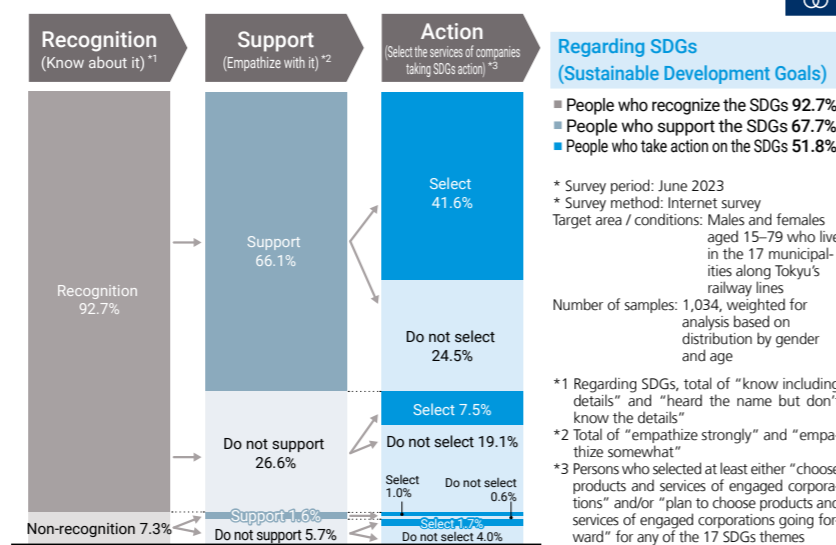 Recognition
(Know about it) *1
Support
(Empathize with it) *2
Action
(Select the services of companies
taking SDGs action) *3
Recognition
92.7%
Non-recognition 7.3%
Support
66.1%
Do not support
26.6%
Support 1.6%
Do not support 5.7%
Select
41.6%
Do not select
24.5%
Select 7.5%
Do not select 19.1%
Select
1.0%
Do not select
0.6%
Select 1.7%
Do not select 4.0%
Regarding SDGs
(Sustainable Development Goals)
People who recognize the SDGs 92.7%
People who support the SDGs 67.7%
People who take action on the SDGs 51.8%
* Survey period: June 2023
* Survey method: Internet survey
Target area / conditions: Males and females
aged 15–79 who live
in the 17 municipal-
ities along Tokyu's
railway lines
Number of samples: 1,034, weighted for
analysis based on
distribution by gender
and age
*1 Regarding SDGs, total of "know including
details" and "heard the name but don't
know the details"
*2 Total of "empathize strongly" and "empa-
thize somewhat"
*3 Persons who selected at least either "choose
products and services of engaged corpora-
tions" and/or "plan to choose products and
services of engaged corporations going for-
ward" for any of the 17 SDGs themes